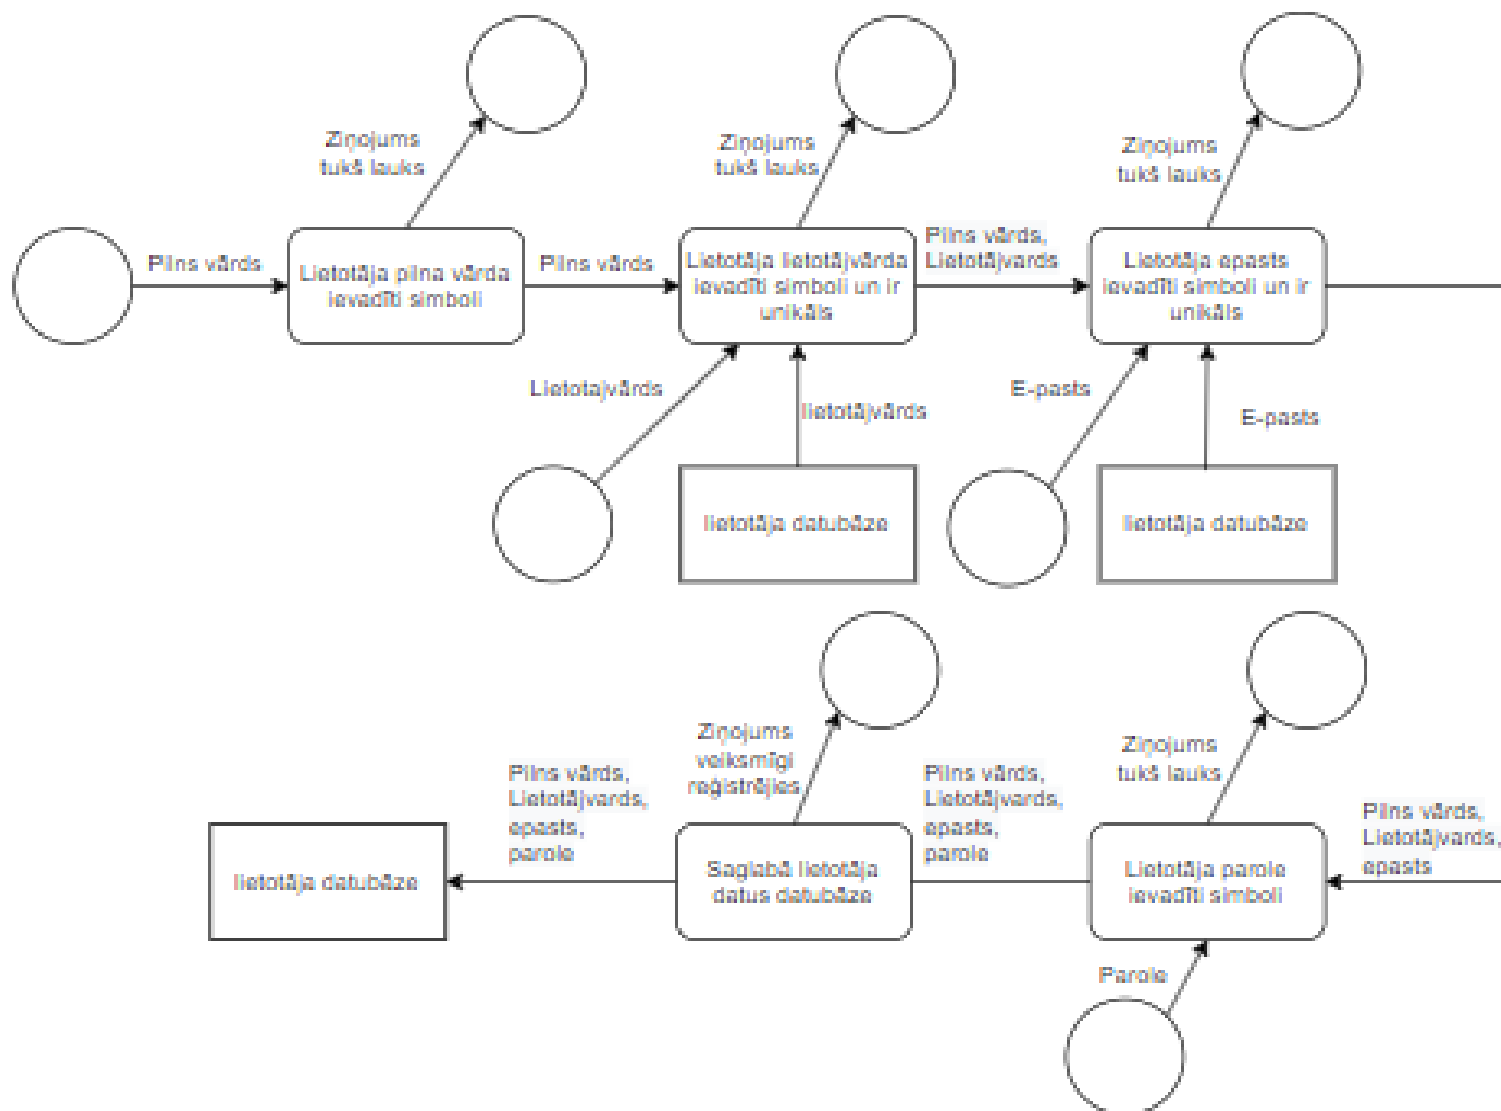 Ziņojums
tukš lauks
Ziņojums
tukš lauks
Ziņojums
tukš lauks
Pilns vārds
Lietotāja pilna vārda
ievadīti simboli
Pilns vārds
Lietotāja lietotājvārda
ievadīti simboli un ir
unikāls
Pilns vārds,
Lietotājvards
Lietotāja epasts
ievadīti simboli un ir
unikāls
Lietotajvārds
lietotājvārds
E-pasts
E-pasts
lietotāja datubāze
lietotāja datubāze
Ziņojums
veiksmīgi
reģistrējies
Ziņojums
tukš lauks
Pilns vārds,
Lietotājvards,
epasts,
parole
Pilns vārds,
Lietotājvards,
epasts,
parole
Pilns vārds,
Lietotājvards,
epasts
lietotāja datubāze
Saglabā lietotāja
datus datubāze
Lietotāja parole
ievadīti simboli
Parole